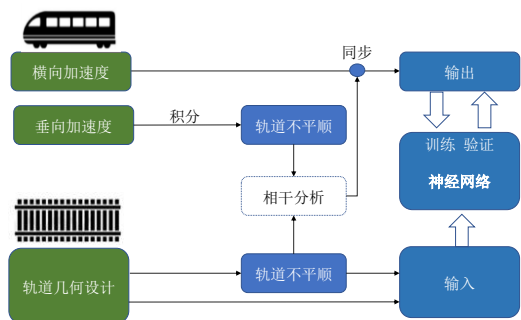 同步
横向加速度
输出
垂向加速度
积分
轨道不平顺
训练 验证
神经网络
相干分析
轨道几何设计
轨道不平顺
输入